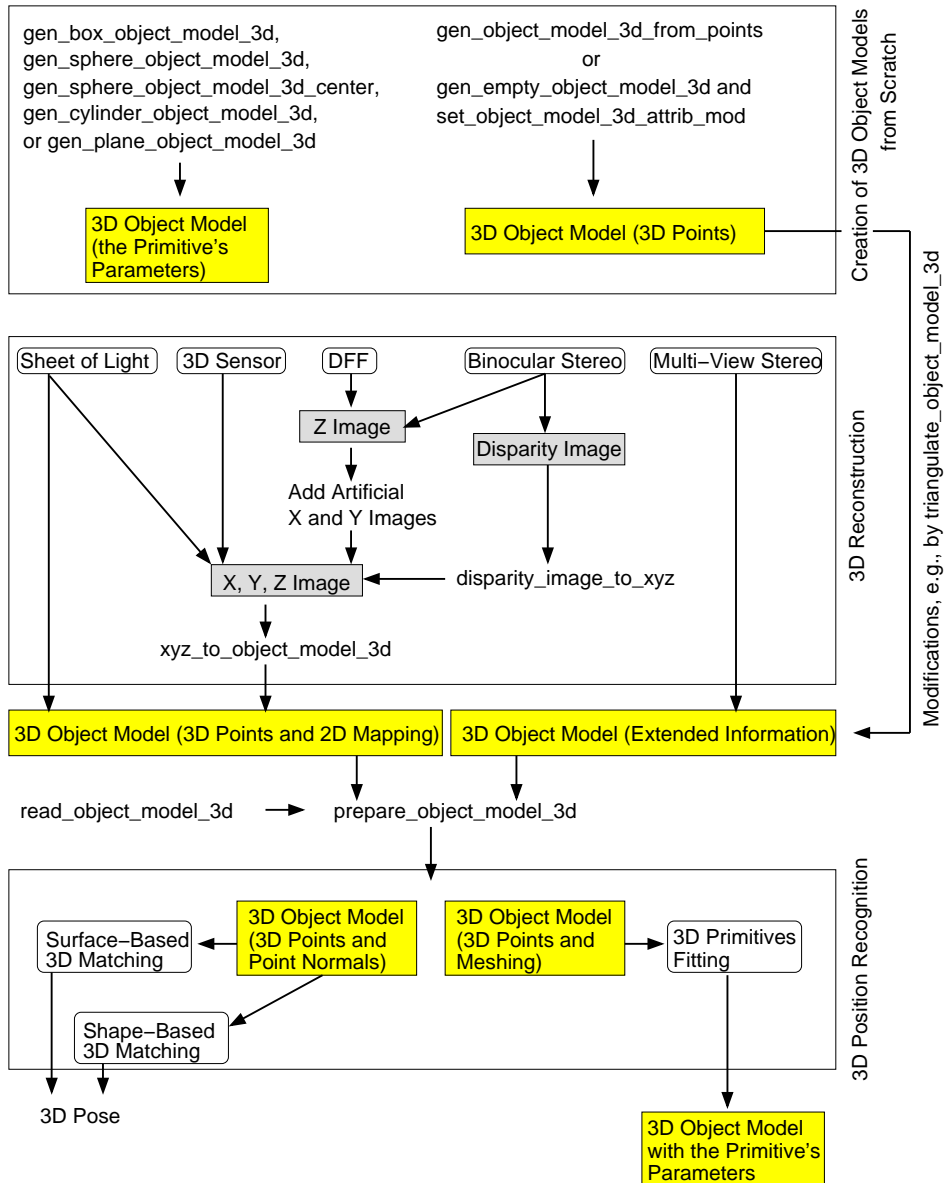 gen_box_object_model_3d,
gen_sphere_object_model_3d,
gen_sphere_object_model_3d_center,
gen_cylinder_object_model_3d,
or gen_plane_object_model_3d
gen_object_model_3d_from_points
or
gen_empty_object_model_3d and
set_object_model_3d_attrib_mod
3D Object Model
(the Primitive's
Parameters)
3D Object Model (3D Points)
Creation of 3D Object Models
from Scratch
Sheet of Light
3D Sensor
DFF
Binocular Stereo
Multi−View Stereo
Z Image
Disparity Image
Add Artificial
X and Y Images
X, Y, Z Image
disparity_image_to_xyz
xyz_to_object_model_3d
3D Reconstruction
Modifications, e.g., by triangulate_object_model_3d
3D Object Model (3D Points and 2D Mapping)
3D Object Model (Extended Information)
read_object_model_3d
prepare_object_model_3d
3D Object Model
(3D Points and
Point Normals)
3D Object Model
(3D Points and
Meshing)
Surface−Based
3D Matching
3D Primitives
Fitting
Shape−Based
3D Matching
3D Position Recognition
3D Pose
3D Object Model
with the Primitive's
Parameters